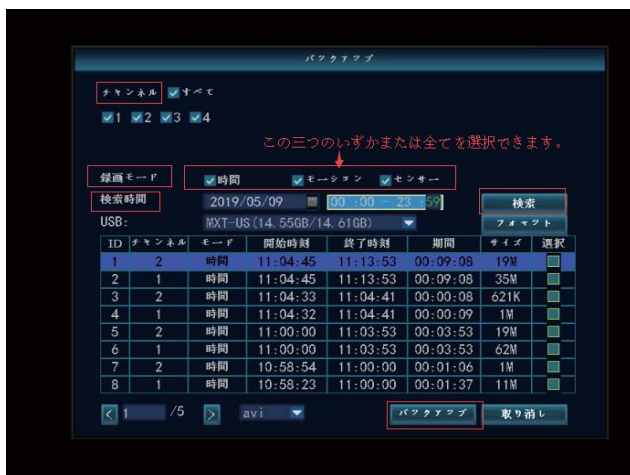 バックアップ
チャンネル すべて
1 2 3 4
この三つのいずかまたは全てを選択できます。
録画モード 時間 モーション センサー
検索時間 2019/05/09 00 :00 - 23 :59 検索
USB: MXT-US(14.55GB/14.61GB) フォマット
ID チャンネル モード 開始時刻 終了時刻 期間 サイズ 選択
1 2 時間 11:04:45 11:13:53 00:09:08 19M
2 1 時間 11:04:45 11:13:53 00:09:08 35M
3 2 時間 11:04:33 11:04:41 00:00:08 621K
4 1 時間 11:04:32 11:04:41 00:00:09 1M
5 2 時間 11:00:00 11:03:53 00:03:53 19M
6 1 時間 11:00:00 11:03:53 00:03:53 62M
7 2 時間 10:58:54 11:00:00 00:01:06 1M
8 1 時間 10:58:23 11:00:00 00:01:37 11M
< 1 /5 > avi バックアップ 取り消し